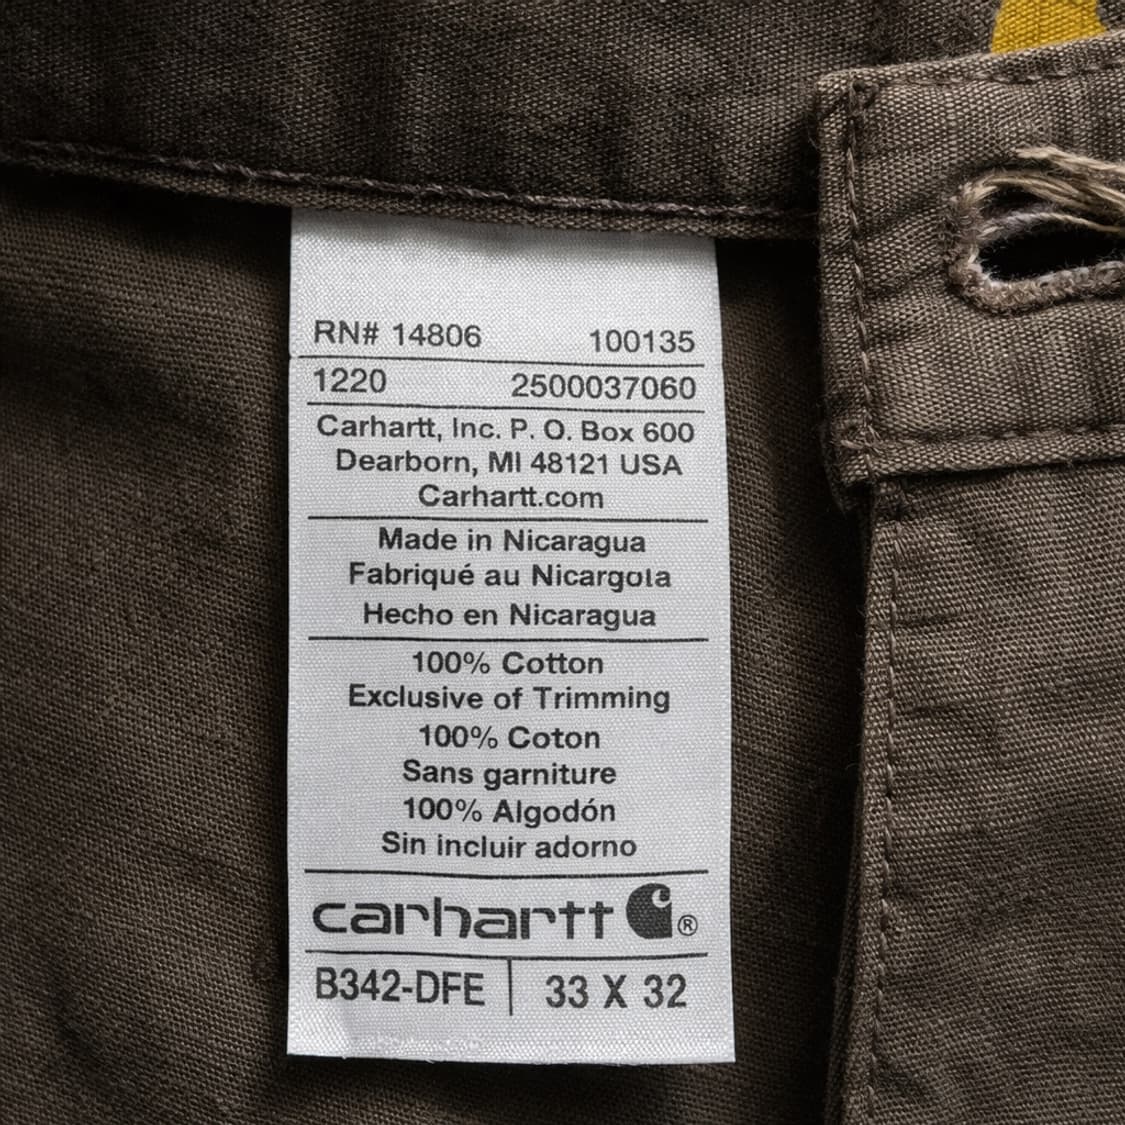 RN# 14806 100135
1220 2500037060
Carhartt, Inc. P. O. Box 600
Dearborn, MI 48121 USA
Carhartt.com
Made in Nicaragua
Fabriqué au Nicargola
Hecho en Nicaragua
100% Cotton
Exclusive of Trimming
100% Coton
Sans garniture
100% Algodón
Sin incluir adorno
carhartt ®
B342-DFE 33 X 32